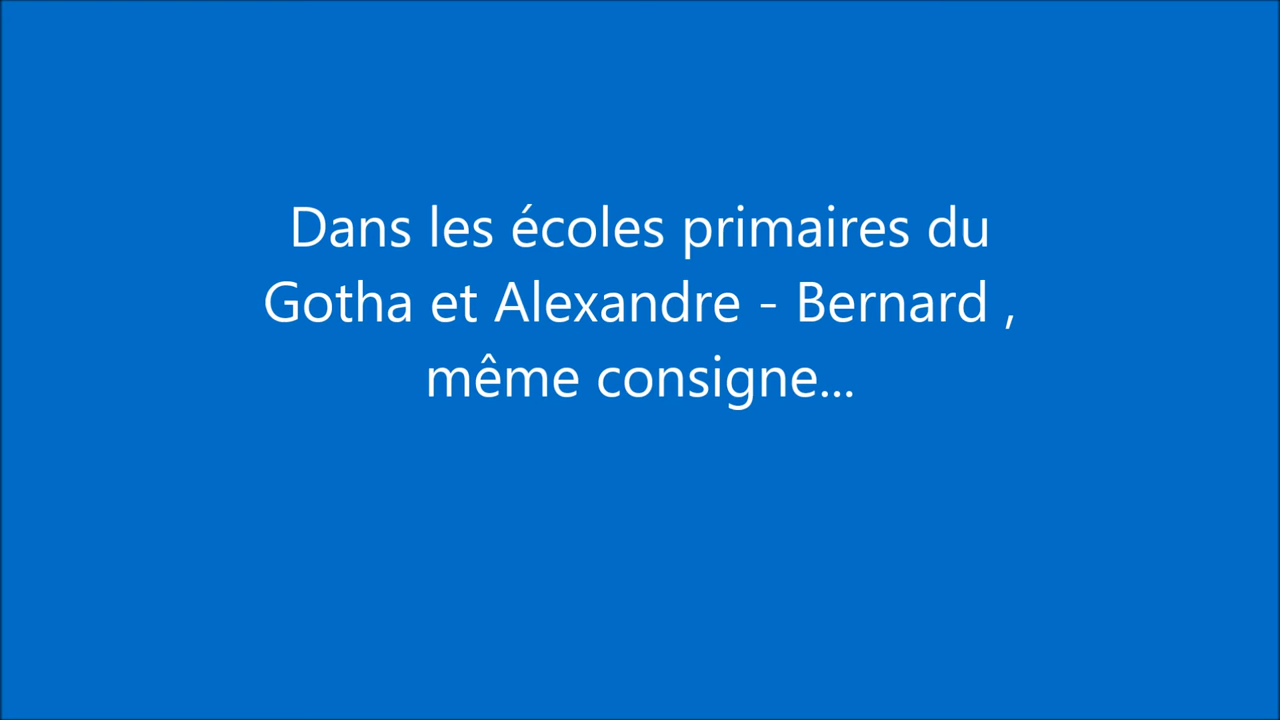 Dans les écoles primaires du
Gotha et Alexandre - Bernard ,
même consigne...